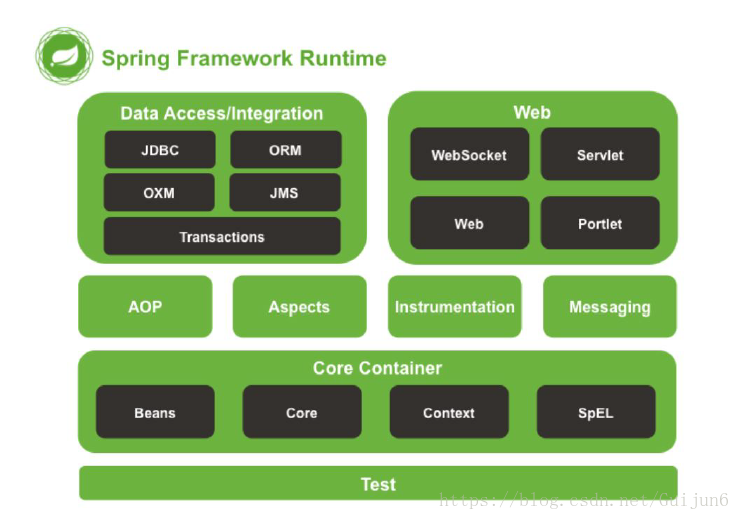 Spring Framework Runtime
Data Access/Integration
JDBC
ORM
OXM
JMS
Transactions
Web
WebSocket
Servlet
Web
Portlet
AOP
Aspects
Instrumentation
Messaging
Core Container
Beans
Core
Context
SpEL
Test
https://blog.csdn.net/Guijun6